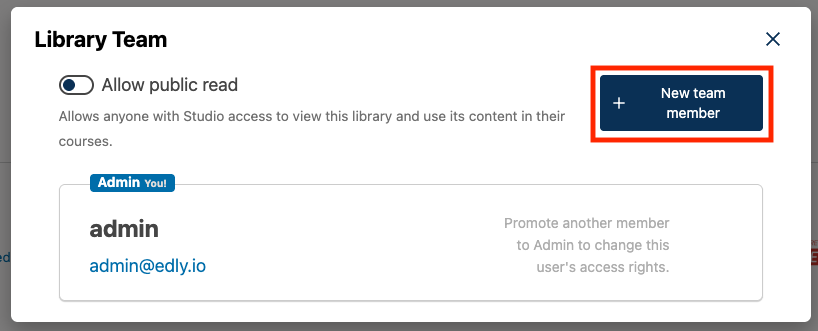 Library Team
Allow public read
Allows anyone with Studio access to view this library and use its content in their
courses.
+ New team
member
Admin You!
admin
admin@edly.io
Promote another member
to Admin to change this
user's access rights.